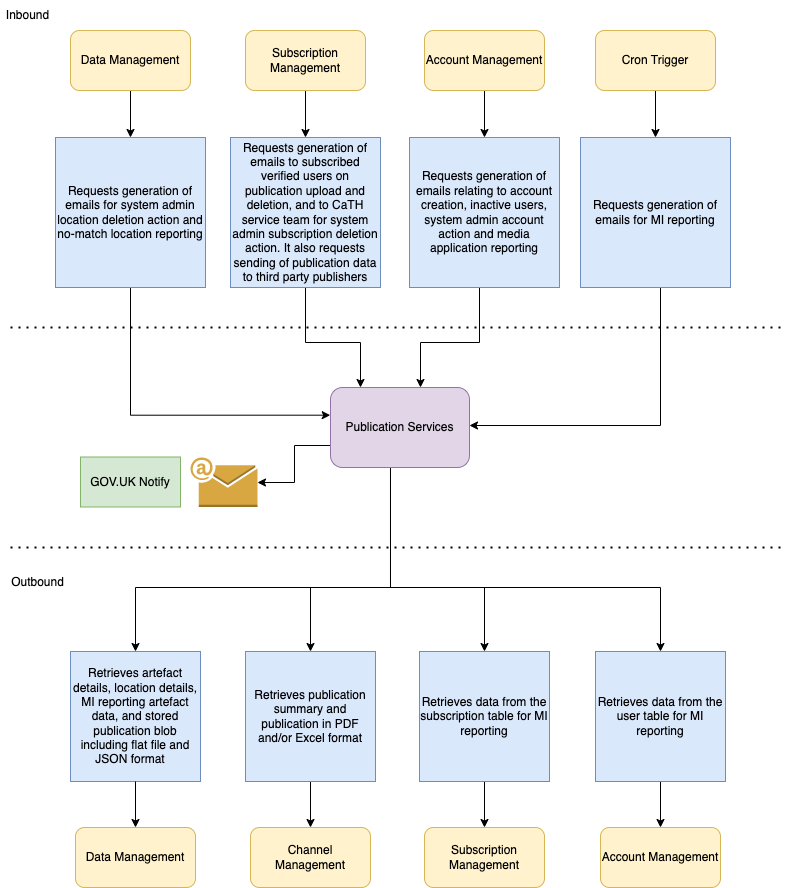 Inbound
Data Management
Subscription
Management
Account Management
Cron Trigger
Requests generation of
emails for system admin
location deletion action and
no-match location reporting
Requests generation of
emails to subscribed
verified users on
publication upload and
deletion, and to CaTH
service team for system
admin subscription deletion
action. It also requests
sending of publication data
to third party publishers
Requests generation of
emails relating to account
creation, inactive users,
system admin account
action and media
application reporting
Requests generation of
emails for MI reporting
Publication Services
GOV.UK Notify
@
Outbound
Retrieves artefact
details, location details,
MI reporting artefact
data, and stored
publication blob
including flat file and
JSON format
Retrieves publication
summary and
publication in PDF
and/or Excel format
Retrieves data from the
subscription table for MI
reporting
Retrieves data from the
user table for MI
reporting
Data Management
Channel
Management
Subscription
Management
Account Management